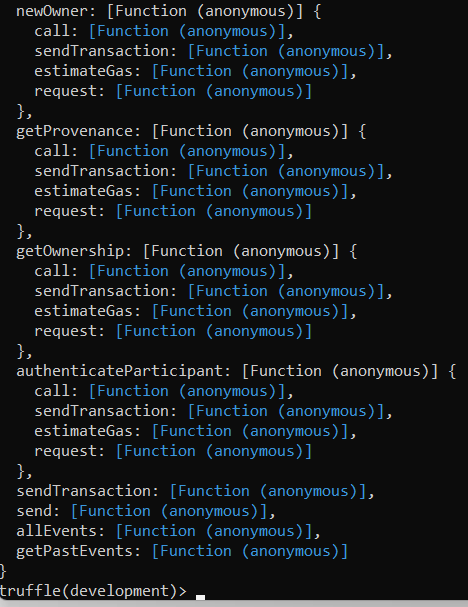 newOwner: [Function (anonymous)] {
call: [Function (anonymous)],
sendTransaction: [Function (anonymous)],
estimateGas: [Function (anonymous)],
request: [Function (anonymous)]
},
getProvenance: [Function (anonymous)] {
call: [Function (anonymous)],
sendTransaction: [Function (anonymous)],
estimateGas: [Function (anonymous)],
request: [Function (anonymous)]
},
getOwnership: [Function (anonymous)] {
call: [Function (anonymous)],
sendTransaction: [Function (anonymous)],
estimateGas: [Function (anonymous)],
request: [Function (anonymous)]
},
authenticateParticipant: [Function (anonymous)] {
call: [Function (anonymous)],
sendTransaction: [Function (anonymous)],
estimateGas: [Function (anonymous)],
request: [Function (anonymous)]
},
sendTransaction: [Function (anonymous)],
send: [Function (anonymous)],
allEvents: [Function (anonymous)],
getPastEvents: [Function (anonymous)]
}
truffle(development)>